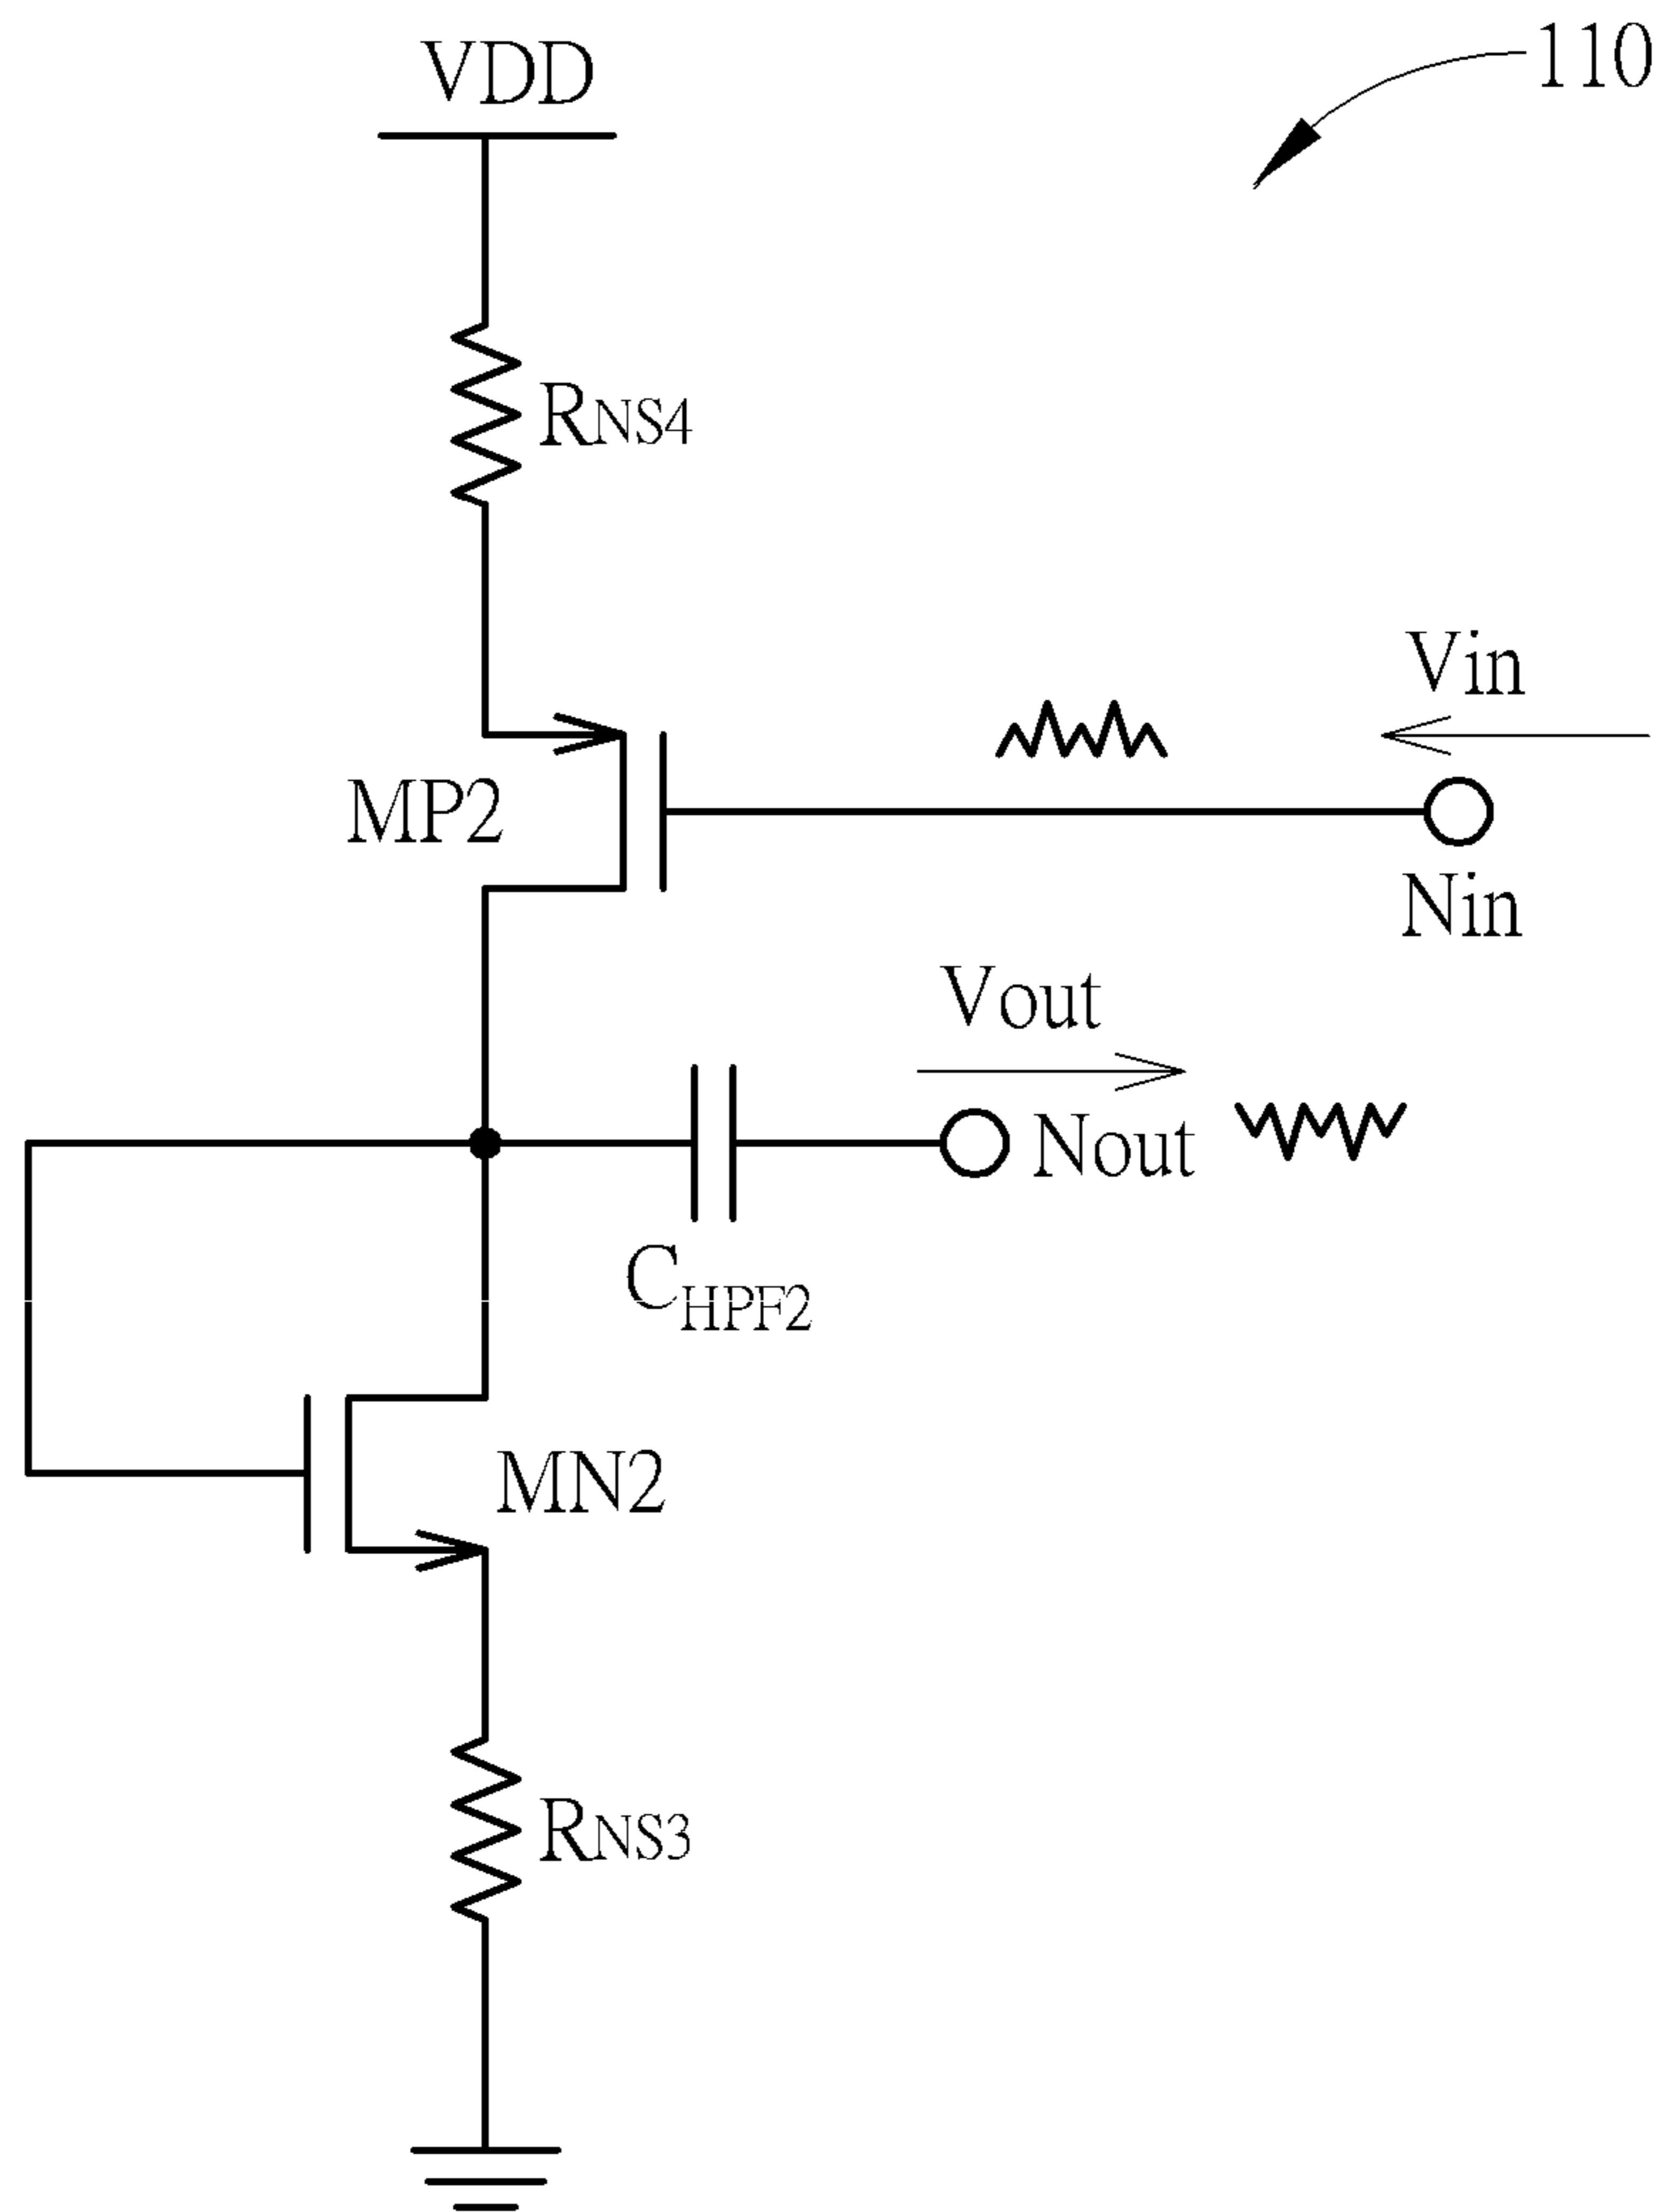 VDD
110
RNS4
Vin
MP2
Nin
Vout
Nout
CHPF2
MN2
RNS3